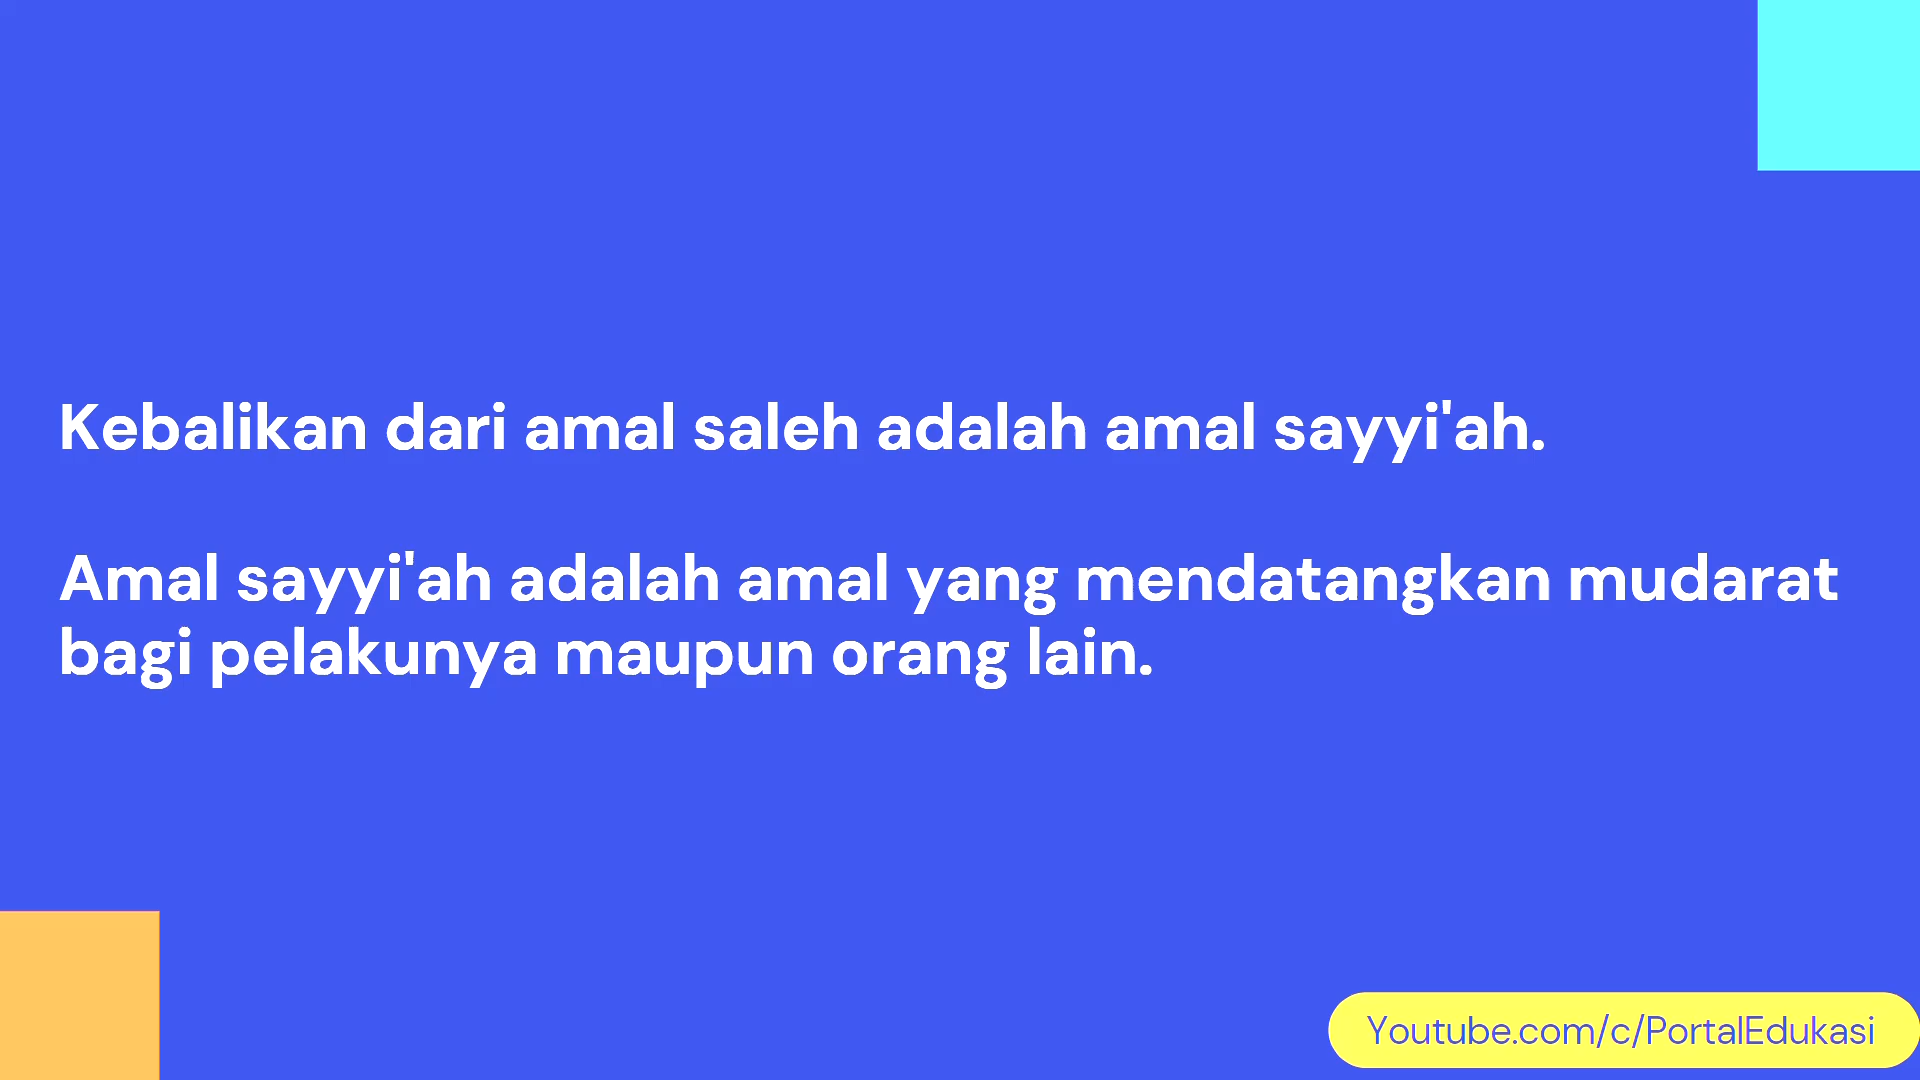 Kebalikan dari amal saleh adalah amal sayyi'ah.
Amal sayyi'ah adalah amal yang mendatangkan mudarat
bagi pelakunya maupun orang lain.
Youtube.com/c/PortalEdukasi